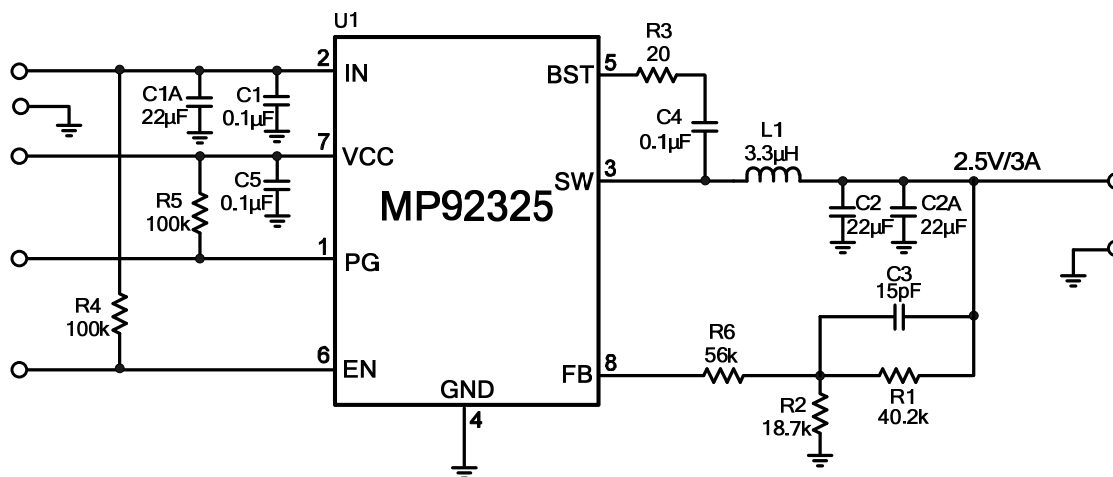 U1
2
IN
C1A
22µF
C1
0.1µF
7
VCC
R5
100k
C5
0.1µF
1
PG
R4
100k
6
EN
GND
4
MP92325
BST
5
R3
20
C4
0.1µF
SW
3
L1
3.3µH
2.5V/3A
C2
22µF
C2A
22µF
C3
15pF
FB
8
R6
56k
R2
18.7k
R1
40.2k